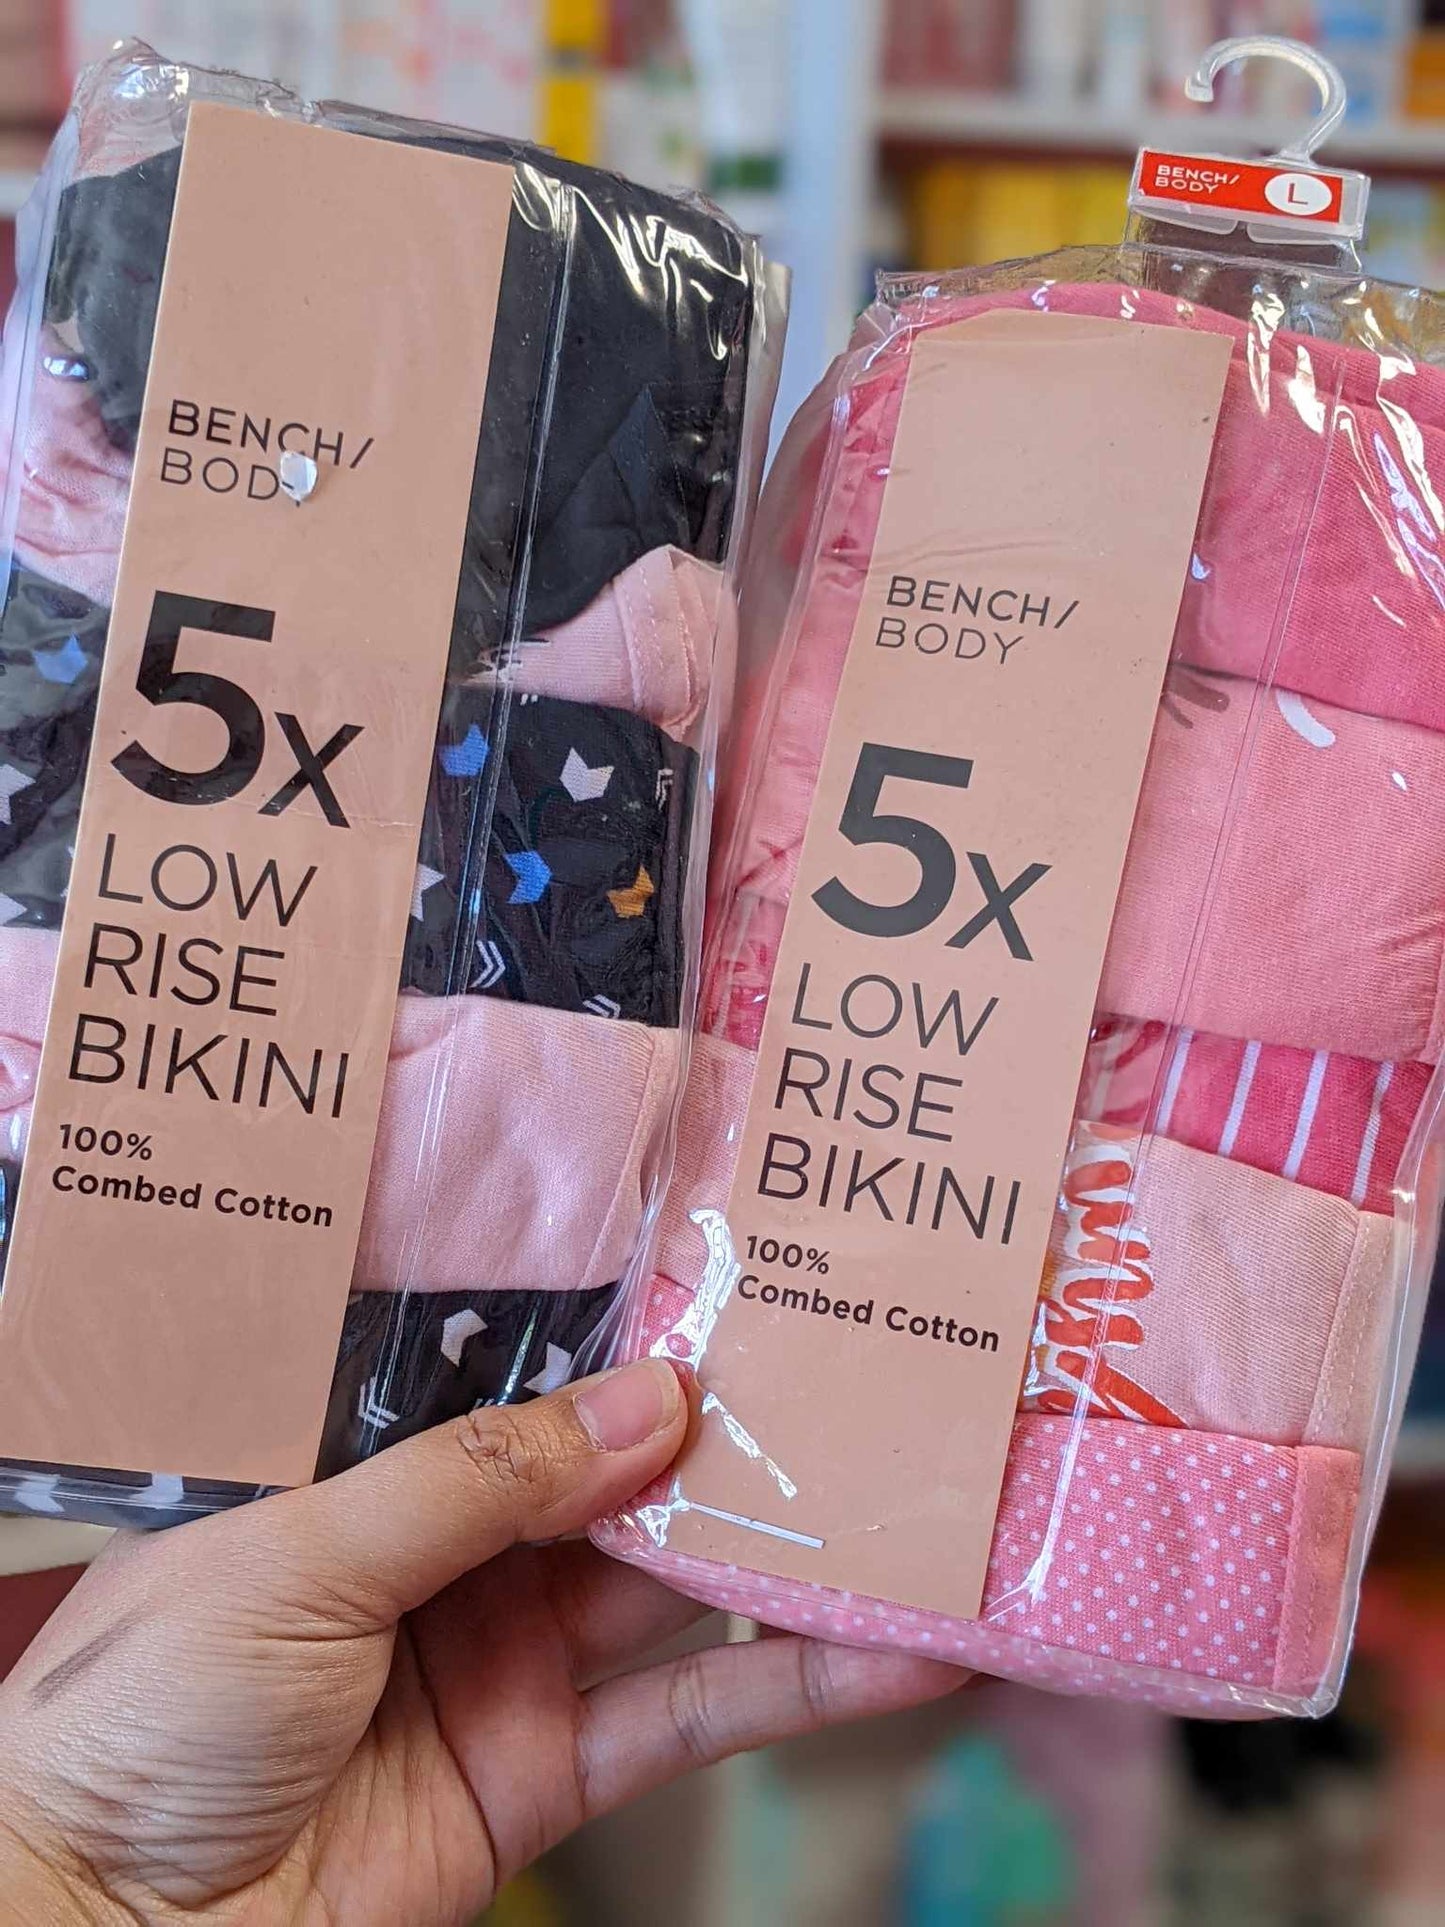 BENCH/
BODY
5x
LOW
RISE
BIKINI
100%
Combed Cotton
BENCH/
BODY
L
BENCH/
BODY
5x
LOW
RISE
BIKINI
100%
Combed Cotton